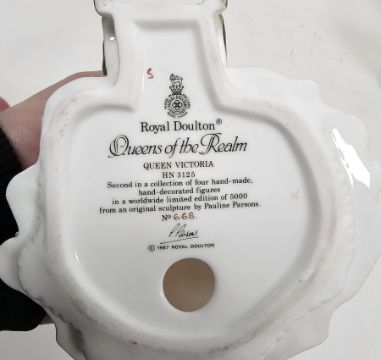 S
Royal Doulton®
Queens of the Realm
QUEEN VICTORIA
HN 3125
Second in a collection of four hand-made,
hand-decorated figures
in a worldwide limited edition of 5000
from an original sculpture by Pauline Parsons.
Nº 668.
P Parsons
© 1987 ROYAL DOULTON